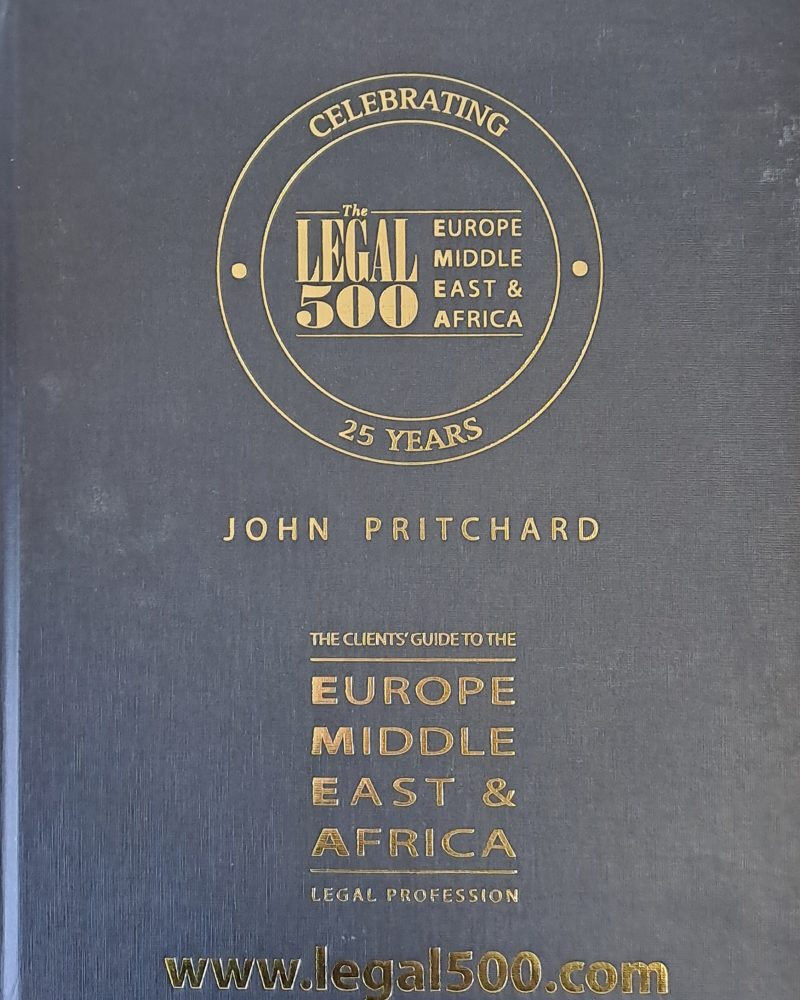 CELEBRATING
The
LEGAL
500
EUROPE
MIDDLE
EAST &
AFRICA
25 YEARS
JOHN PRITCHARD
THE CLIENTS' GUIDE TO THE
EUROPE
MIDDLE
EAST &
AFRICA
LEGAL PROFESSION
www.legal500.com